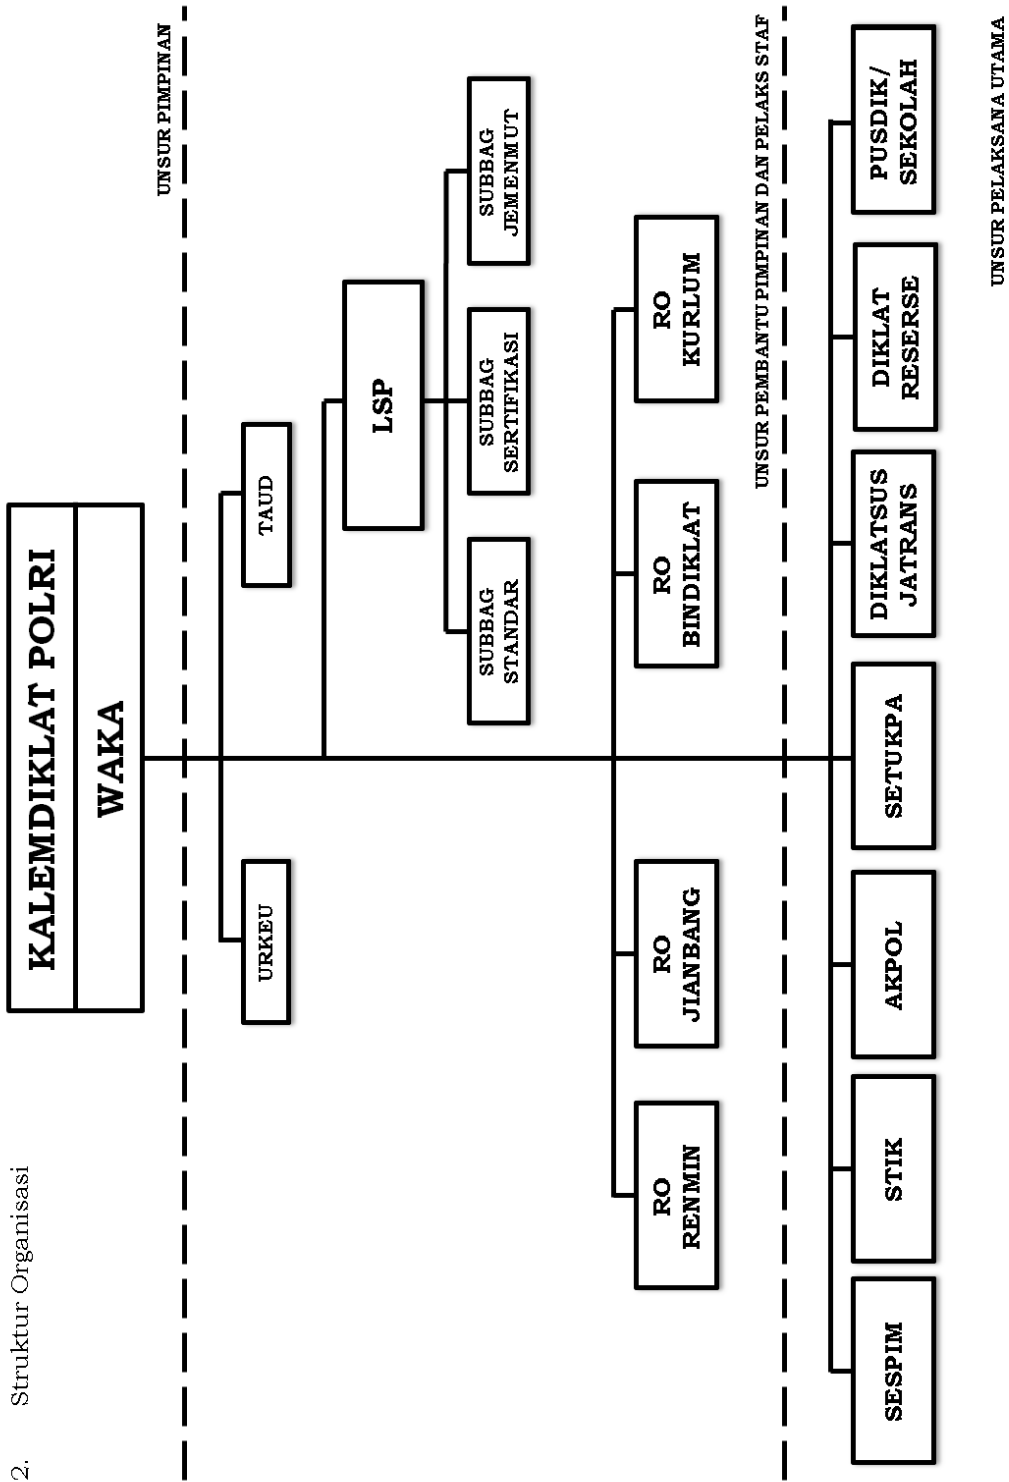 2. Struktur Organisasi
KALEMDIKLAT POLRI
WAKA
UNSUR PIMPINAN
URKEU
TAUD
LSP
SUBBAG
STANDAR
SUBBAG
SERTIFIKASI
SUBBAG
JEMENMUT
RO
RENMIN
RO
JIANBANG
RO
BINDIKLAT
RO
KURLUM
UNSUR PEMBANTU PIMPINAN DAN PELAKS STAF
SESPIM
STIK
AKPOL
SETUKPA
DIKLATSUS
JATRANS
DIKLAT
RESERSE
PUSDIK/
SEKOLAH
UNSUR PELAKSANA UTAMA